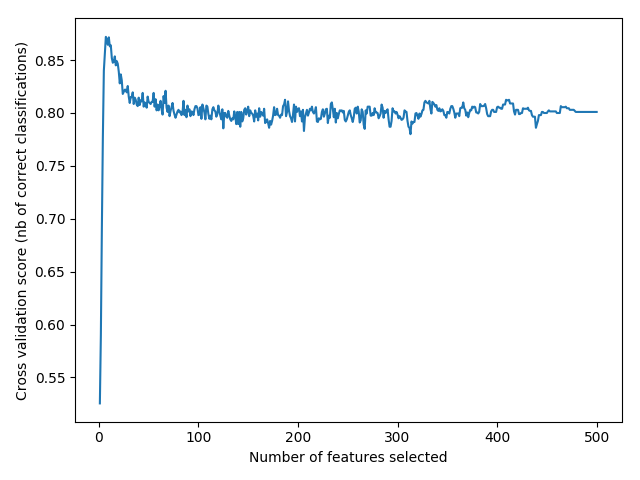 Cross validation score (nb of correct classifications)
0.85
0.80
0.75
0.70
0.65
0.60
0.55
0 100 200 300 400 500
Number of features selected